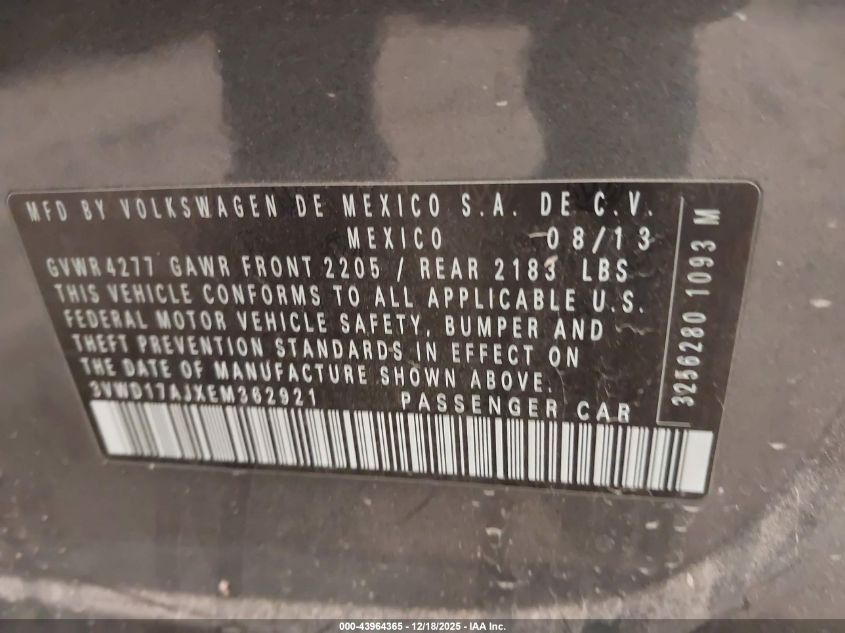 MFD BY VOLKSWAGEN DE MEXICO S.A. DE C.V.
MEXICO 08/13
GVWR4277 GAWR FRONT 2205 / REAR 2183 LBS
THIS VEHICLE CONFORMS TO ALL APPLICABLE U.S.
FEDERAL MOTOR VEHICLE SAFETY, BUMPER AND
THEFT PREVENTION STANDARDS IN EFFECT ON
THE DATE OF MANUFACTURE SHOWN ABOVE.
3VWD17AJXEM362921 PASSENGER CAR
3256280 1093 M
000-43964365 - 12/18/2025 - IAA Inc.